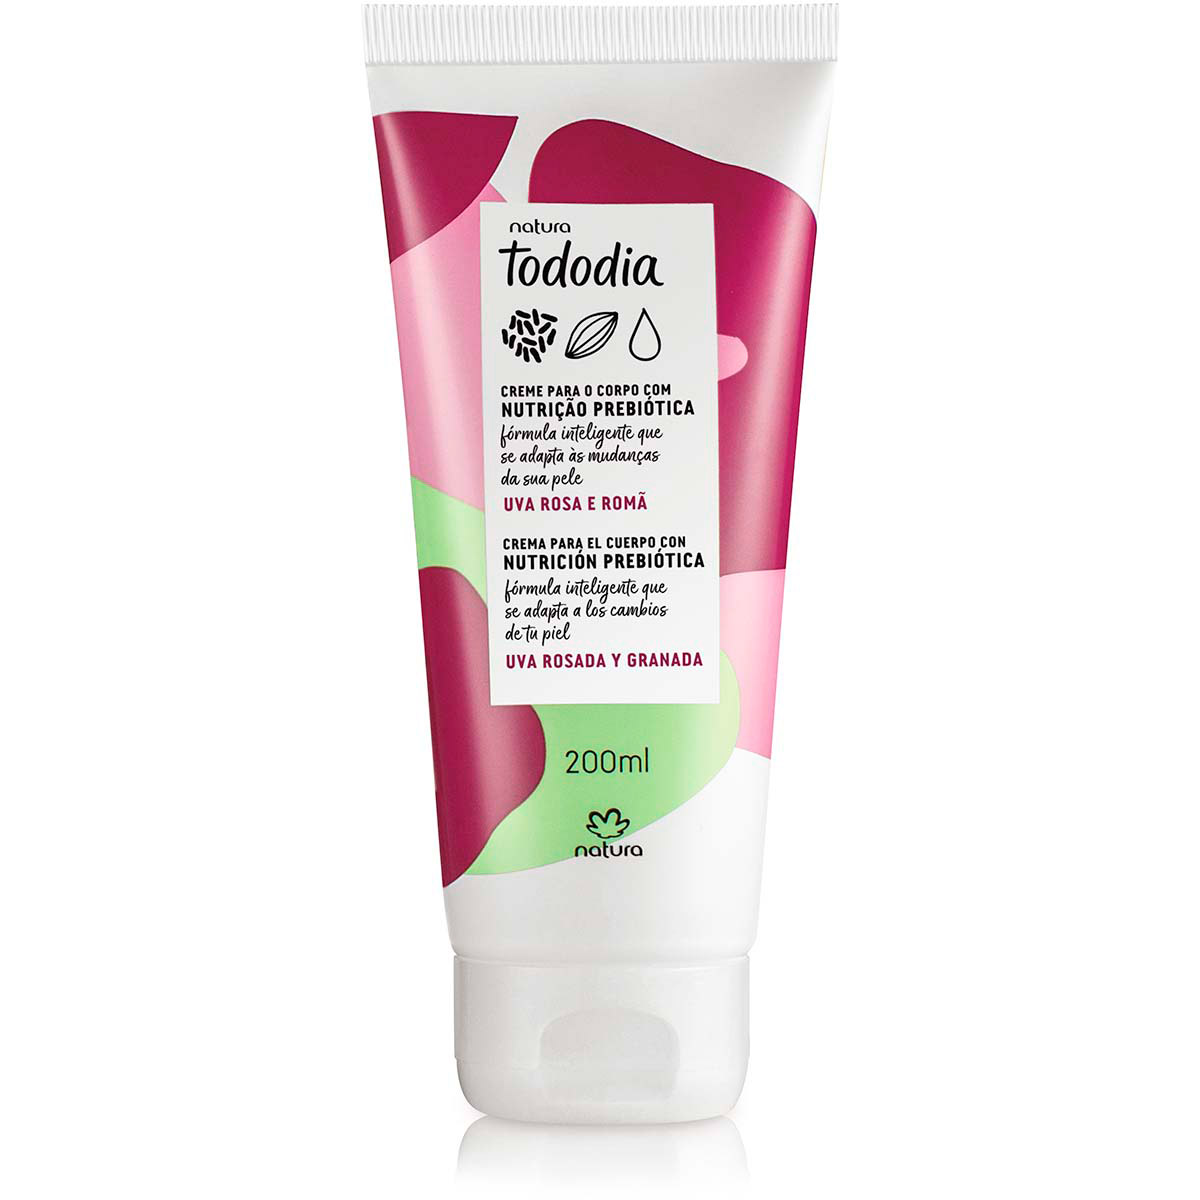 natura
Tododia
CREME PARA O CORPO COM
NUTRIÇÃO PREBIÓTICA
fórmula inteligente que
se adapta às mudanças
da sua pele
UVA ROSA E ROMÃ
CREMA PARA EL CUERPO CON
NUTRICIÓN PREBIÓTICA
fórmula inteligente que
se adapta a los cambios
de tu piel
UVA ROSADA Y GRANADA
200ml
natura